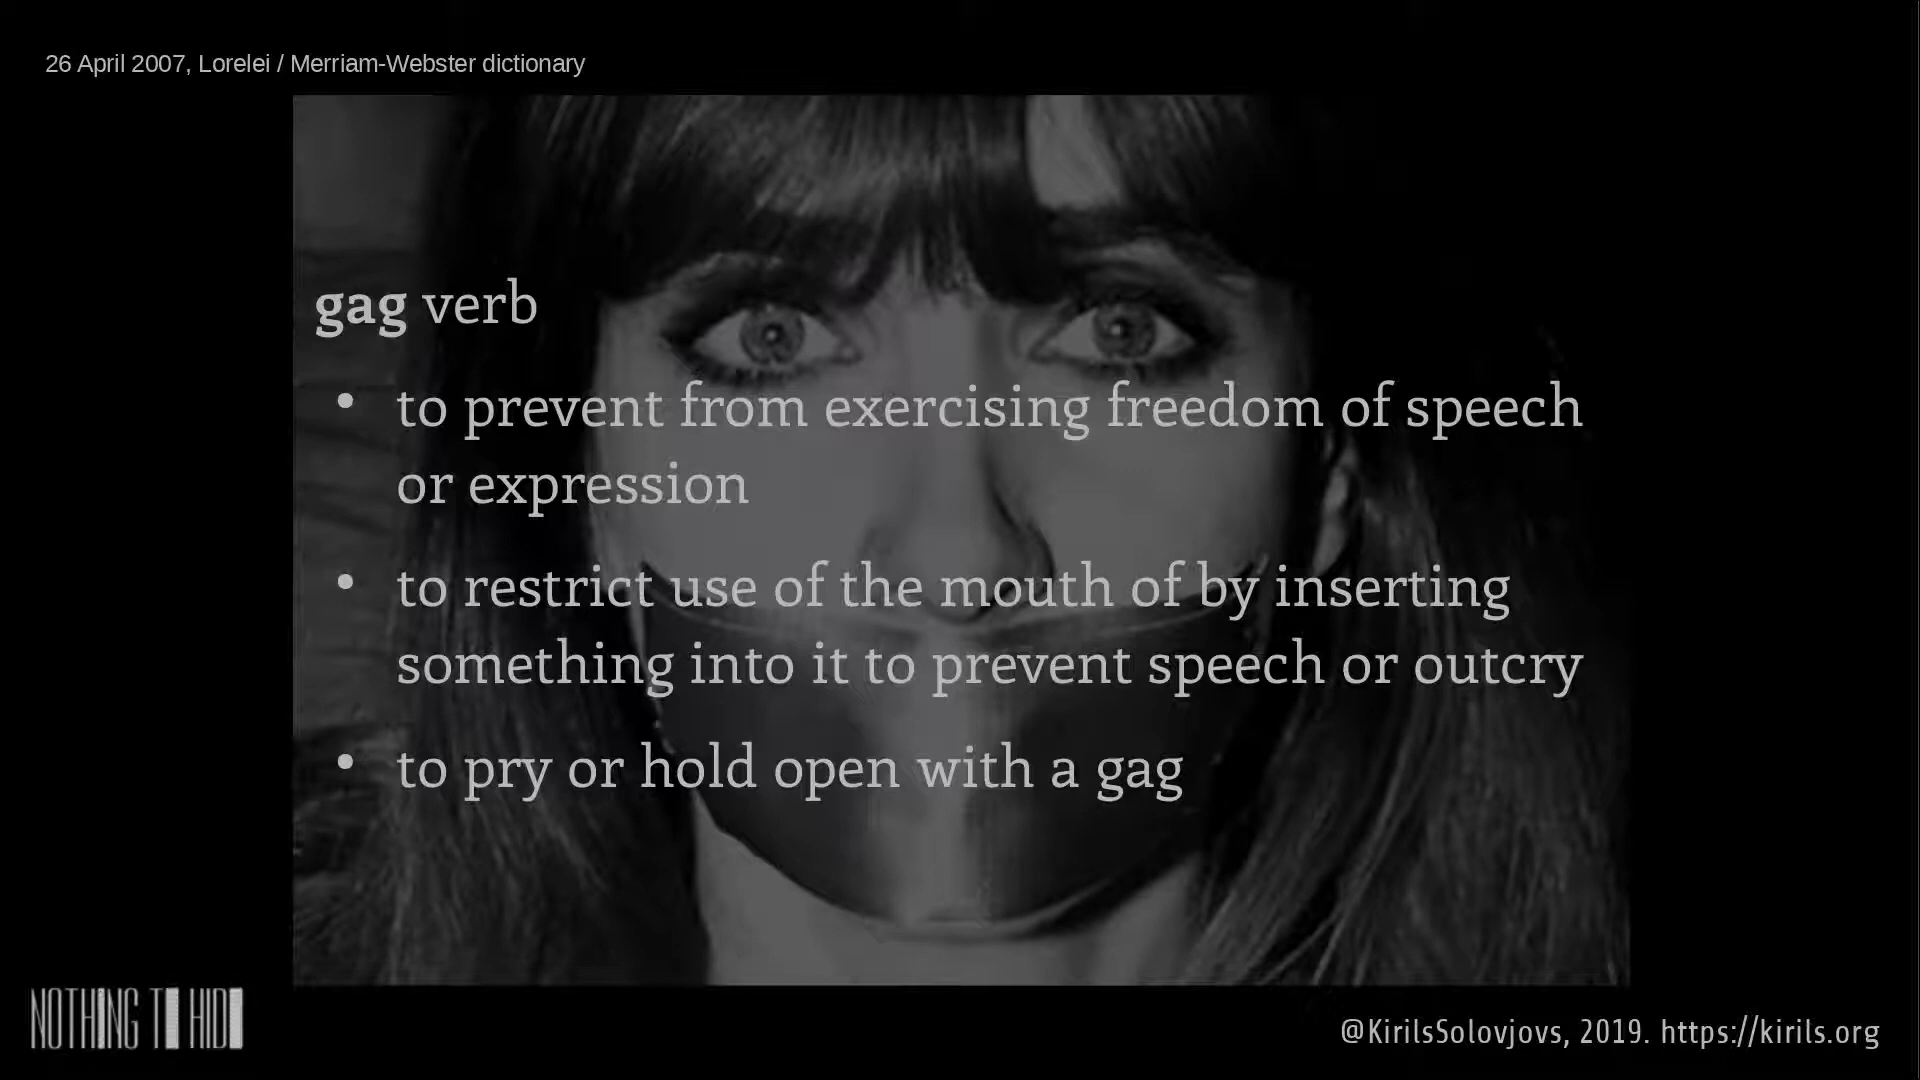 26 April 2007, Lorelei / Merriam-Webster dictionary
gag verb
• to prevent from exercising freedom of speech
or expression
• to restrict use of the mouth of by inserting
something into it to prevent speech or outcry
• to pry or hold open with a gag
NOTHING T█ HID█
@KirilsSolovjovs, 2019. https://kirils.org